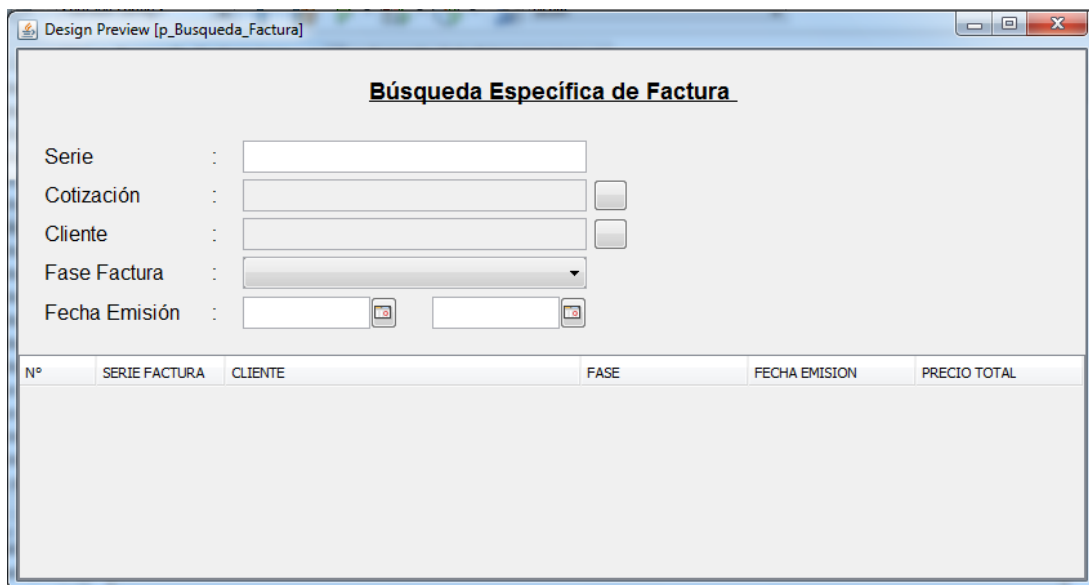 Design Preview [p_Busqueda_Factura]
Búsqueda Específica de Factura
Serie :
Cotización :
Cliente :
Fase Factura :
Fecha Emisión :
N° SERIE FACTURA CLIENTE FASE FECHA EMISION PRECIO TOTAL